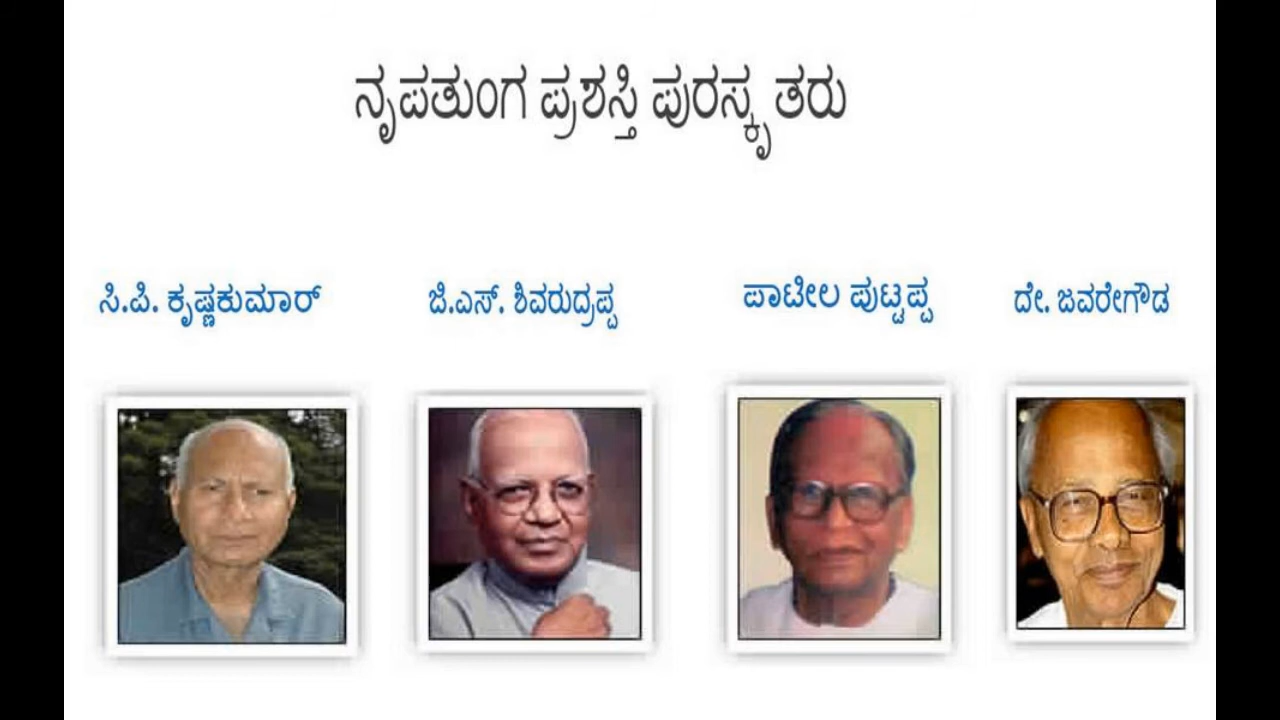 ನೃಪತುಂಗ ಪ್ರಶಸ್ತಿ ಪುರಸ್ಕೃತರು
ಸಿ.ಪಿ. ಕೃಷ್ಣಕುಮಾರ್ ಜಿ.ಎಸ್. ಶಿವರುದ್ರಪ್ಪ ಪಾಟೀಲ ಪುಟ್ಟಪ್ಪ ದೇ. ಜವರೇಗೌಡ